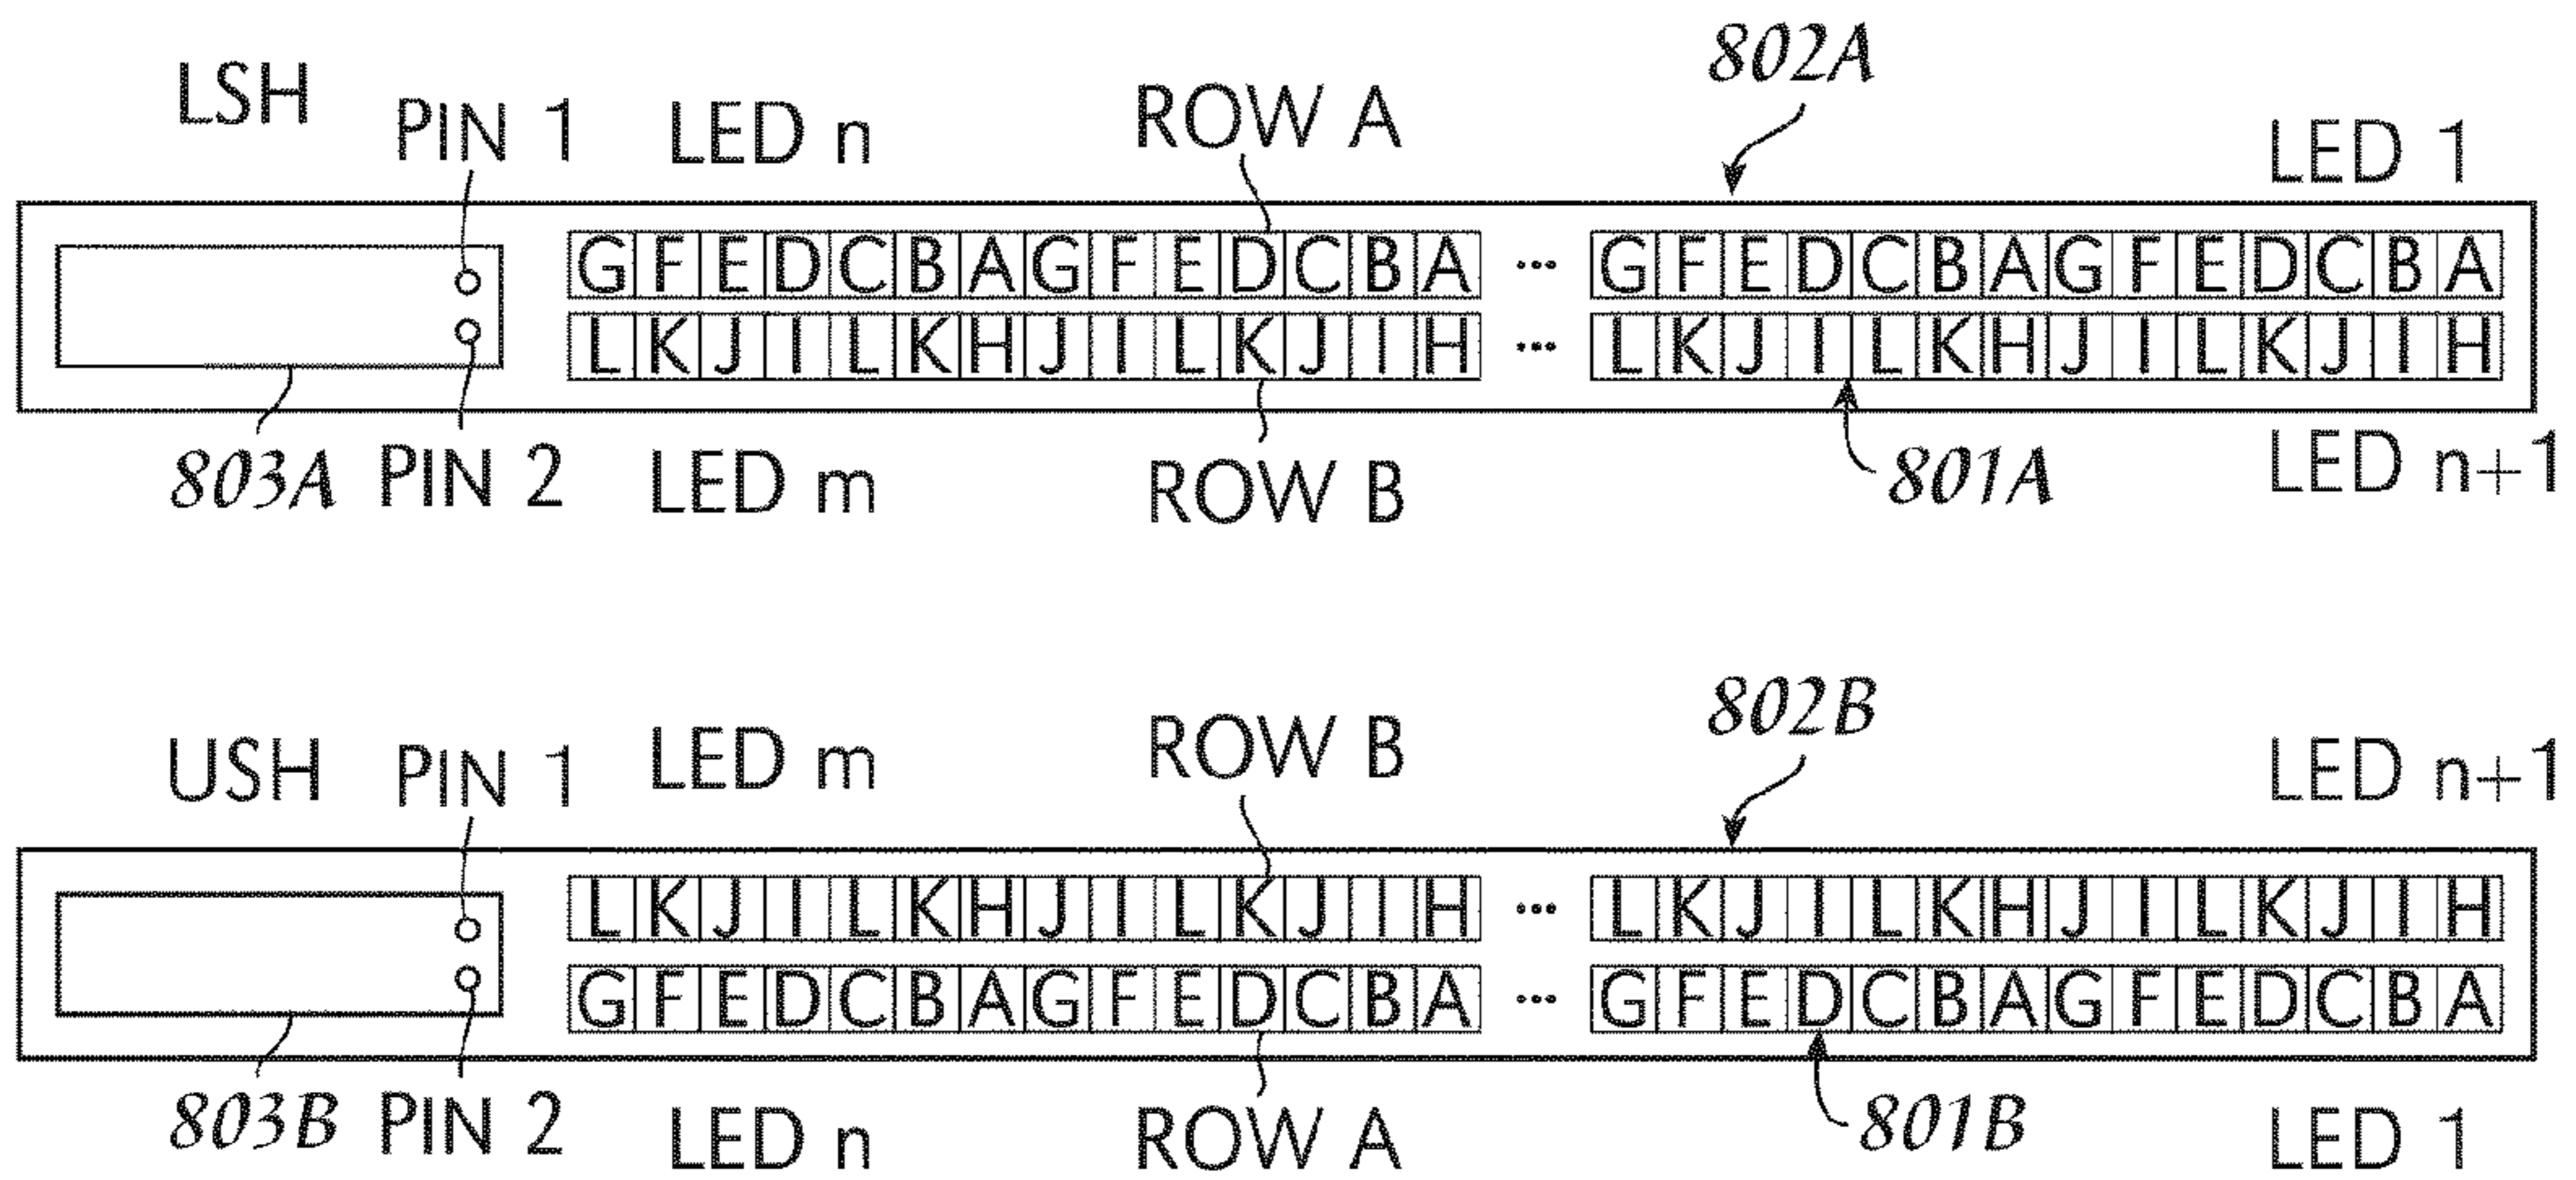 LSH PIN 1 LED n ROW A 802A LED 1
G F E D C B A G F E D C B A ... G F E D C B A G F E D C B A
L K J I L K H J I L K J I H ... L K J I L K H J I L K J I H
803A PIN 2 LED m ROW B 801A LED n+1
USH PIN 1 LED m ROW B 802B LED n+1
L K J I L K H J I L K J I H ... L K J I L K H J I L K J I H
G F E D C B A G F E D C B A ... G F E D C B A G F E D C B A
803B PIN 2 LED n ROW A 801B LED 1